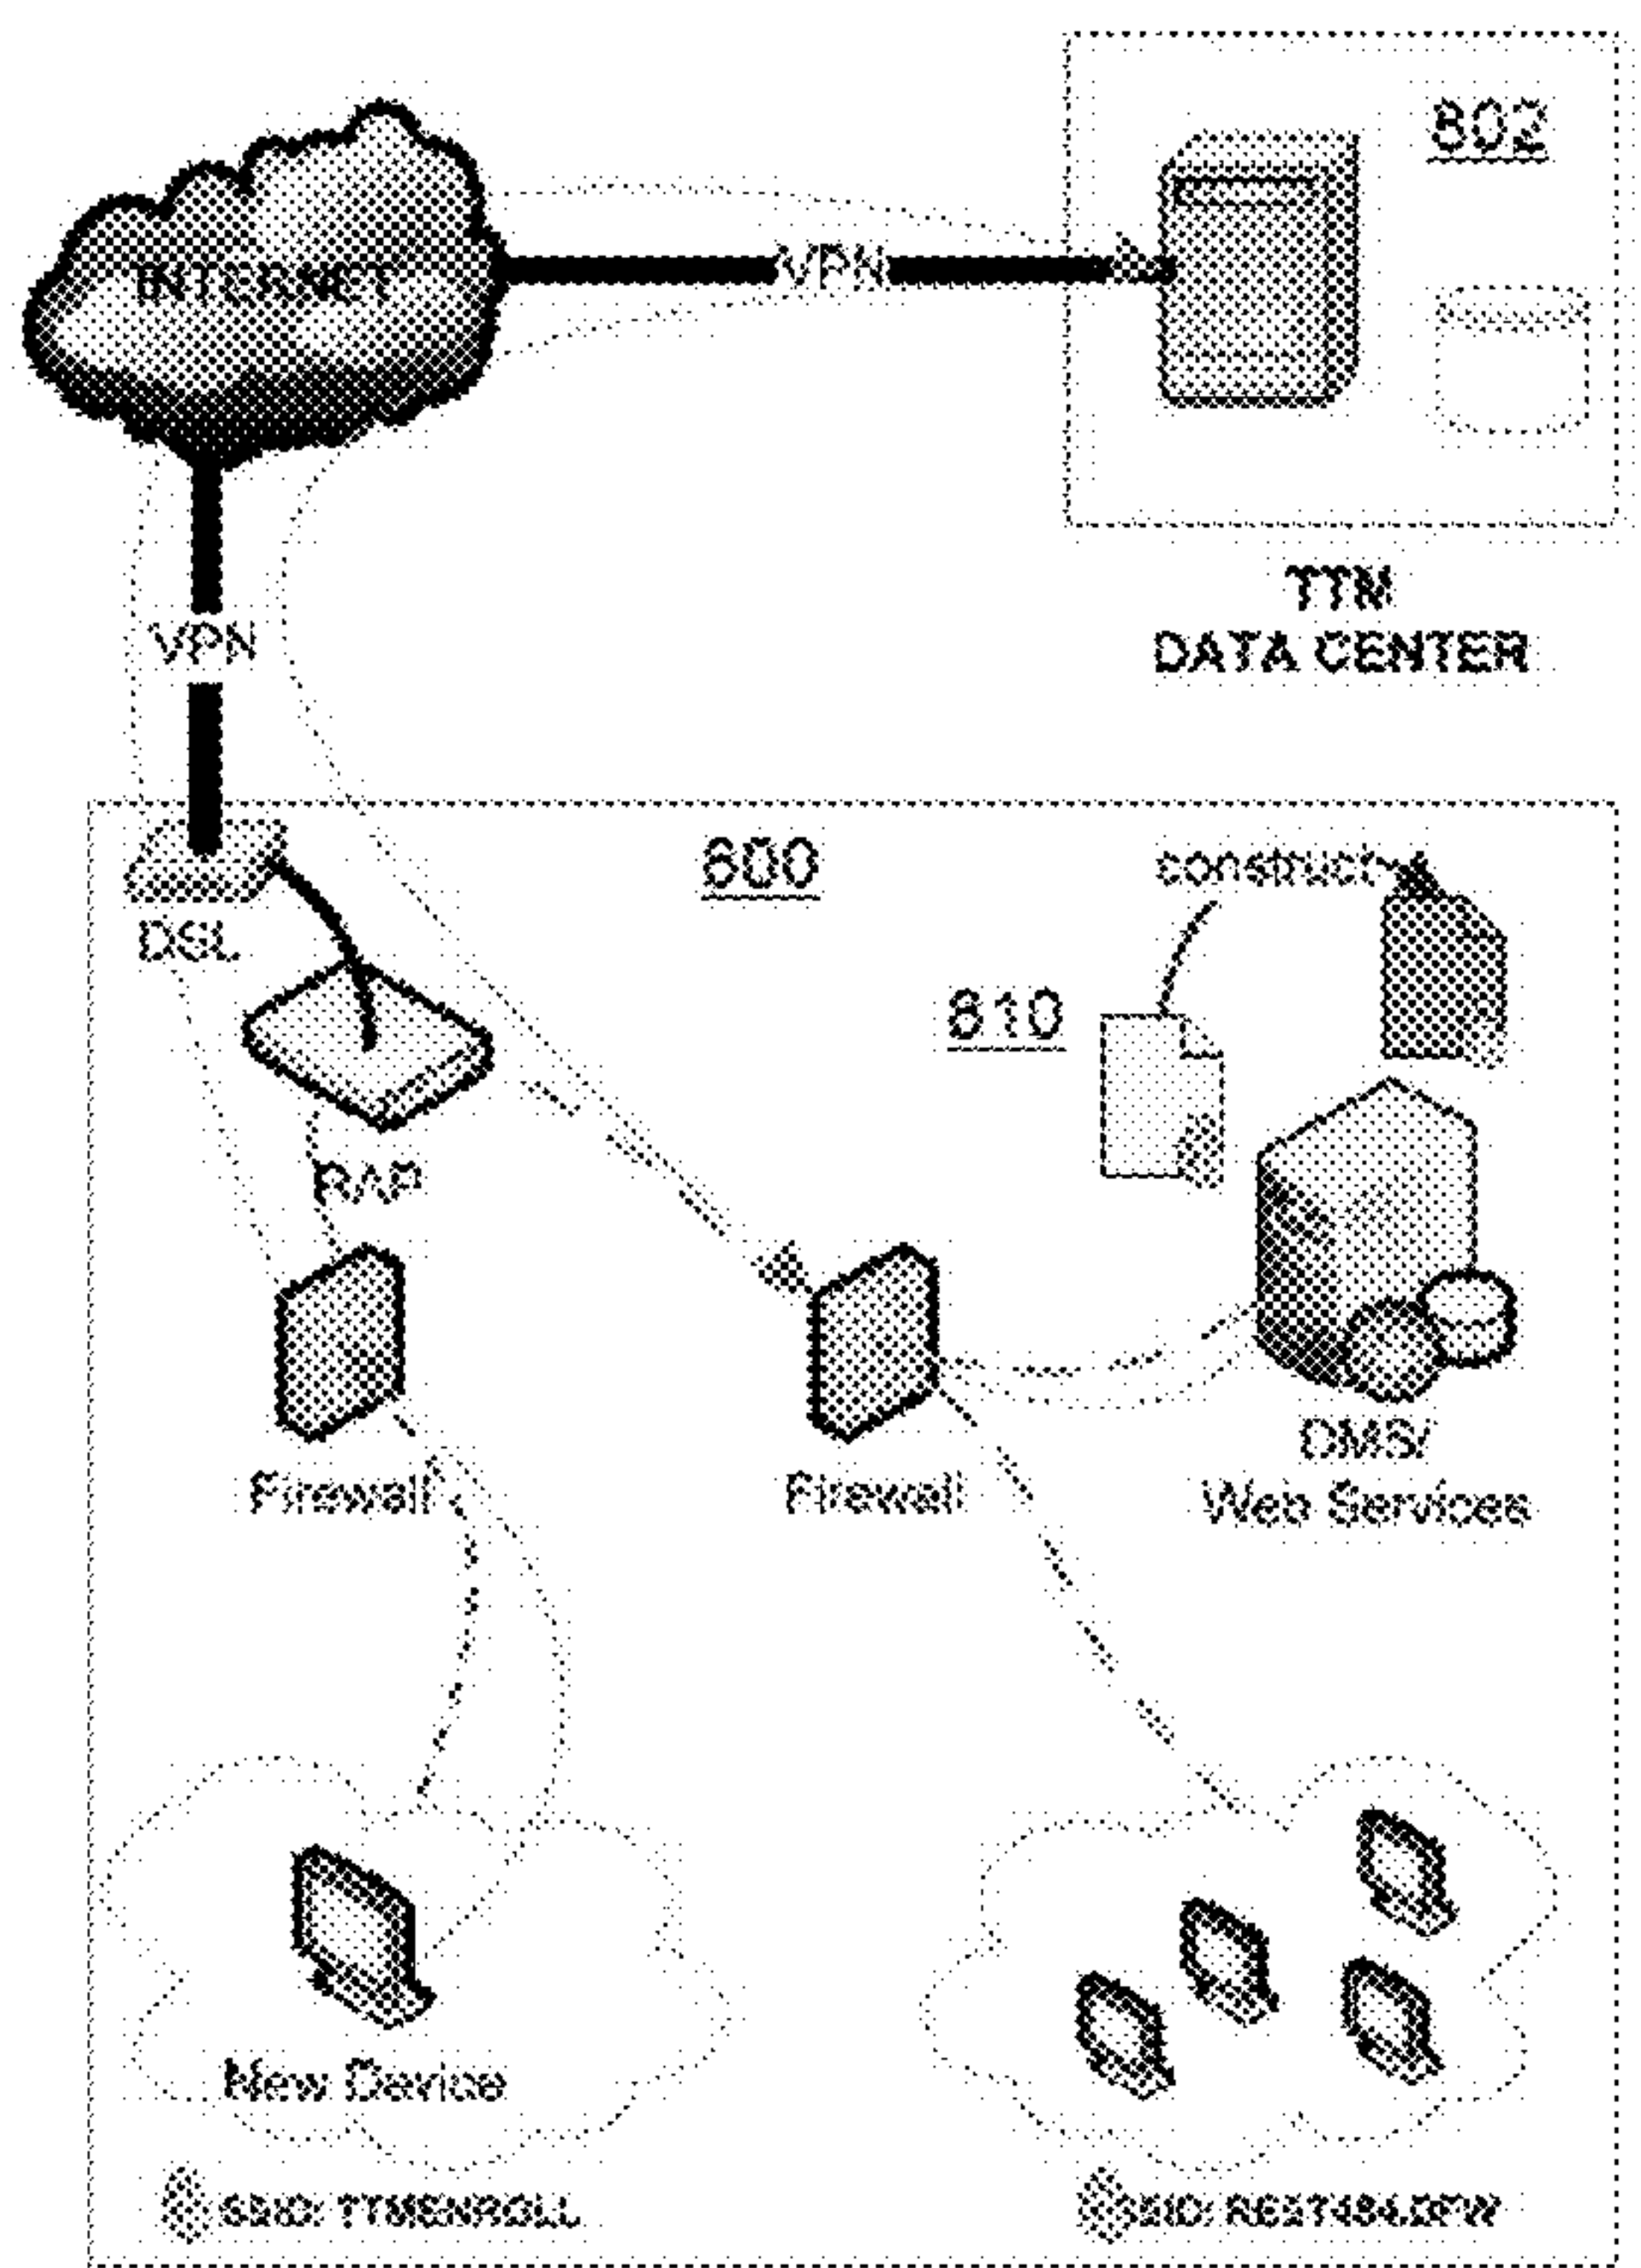 802
INTERNET
VPN
TTM
DATA CENTER
VPN
600
construct
DSL
810
RAP
Firewall
Firewall
DMS/
Web Services
New Device
SSID: TTMENROLL